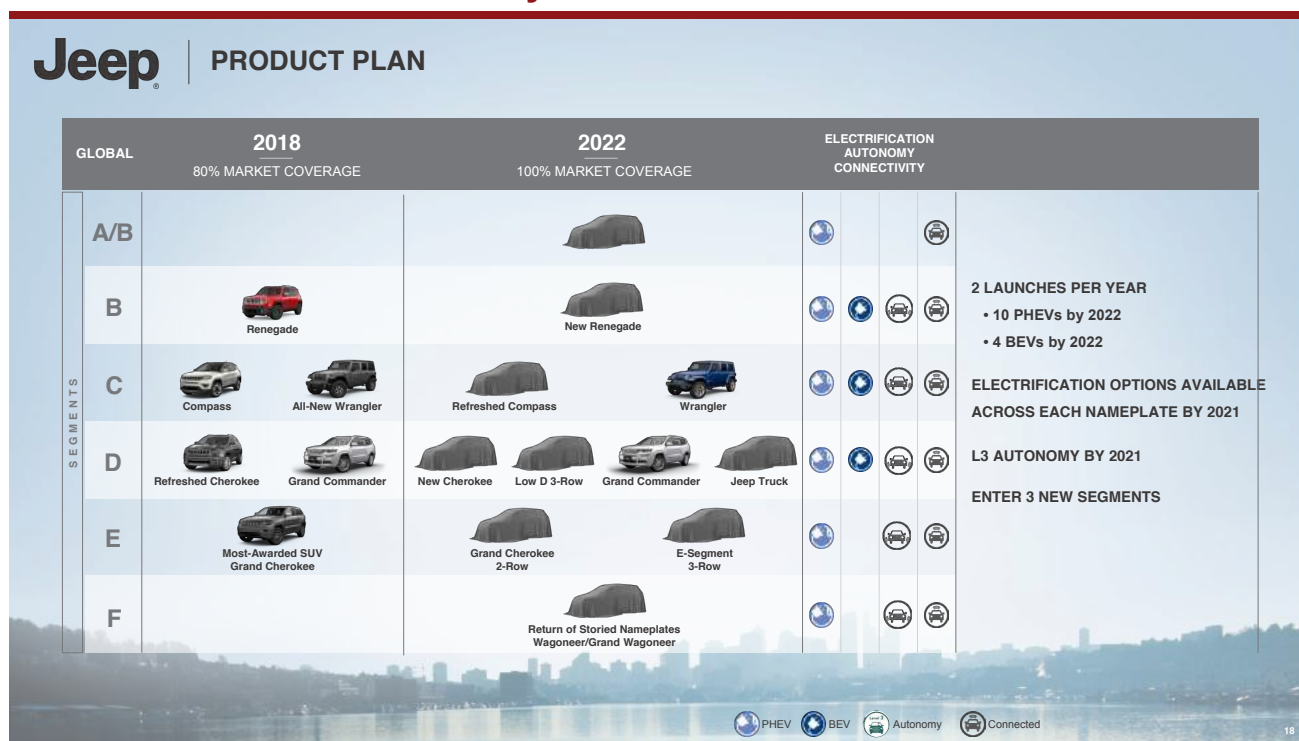 Jeep®
PRODUCT PLAN
GLOBAL
2018
80% MARKET COVERAGE
2022
100% MARKET COVERAGE
ELECTRIFICATION
AUTONOMY
CONNECTIVITY
SEGMENTS
A/B
B
Renegade
New Renegade
C
Compass
All-New Wrangler
Refreshed Compass
Wrangler
D
Refreshed Cherokee
Grand Commander
New Cherokee
Low D 3-Row
Grand Commander
Jeep Truck
E
Most-Awarded SUV
Grand Cherokee
Grand Cherokee
2-Row
E-Segment
3-Row
F
Return of Storied Nameplates
Wagoneer/Grand Wagoneer
2 LAUNCHES PER YEAR
• 10 PHEVs by 2022
• 4 BEVs by 2022
ELECTRIFICATION OPTIONS AVAILABLE
ACROSS EACH NAMEPLATE BY 2021
L3 AUTONOMY BY 2021
ENTER 3 NEW SEGMENTS
PHEV
BEV
Autonomy
Connected
18